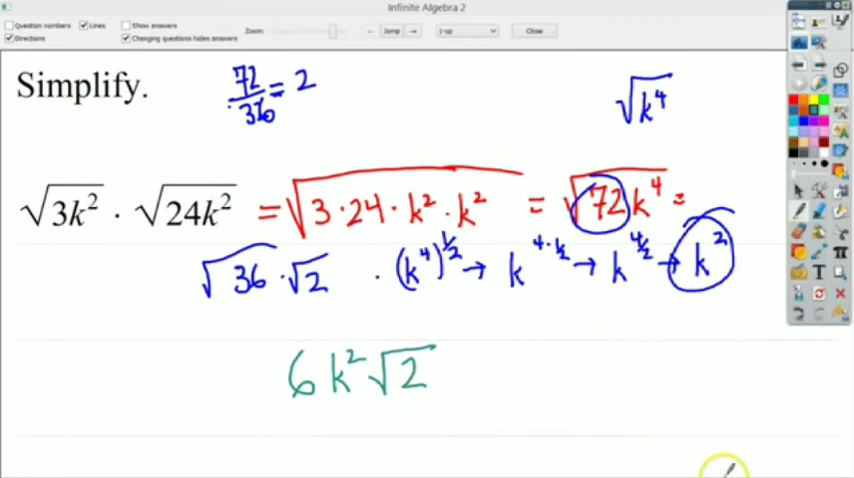 Infinite Algebra 2
Question numbers Lines Show answers
Directions Changing questions hides answers
Zoom: Jump 1-up Close
Simplify. 72/36 = 2 √k⁴
√3k² · √24k² = √3·24·k²·k² = √72k⁴ =
√36 · √2 · (k⁴)^½ → k^(4·½) → k^(4/2) → k²
6k²√2